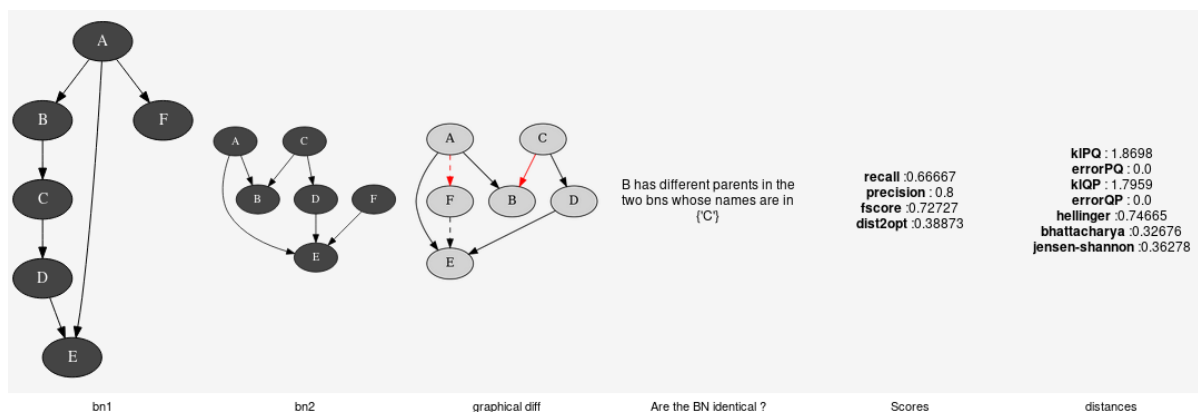 A
B
F
C
D
E
bn1
A
C
B
D
F
E
bn2
A
C
F
B
D
E
graphical diff
B has different parents in the
two bns whose names are in
{'C'}
Are the BN identical ?
recall :0.66667
precision : 0.8
fscore :0.72727
dist2opt :0.38873
Scores
klPQ : 1.8698
errorPQ : 0.0
klQP : 1.7959
errorQP : 0.0
hellinger :0.74665
bhattacharya :0.32676
jensen-shannon :0.36278
distances